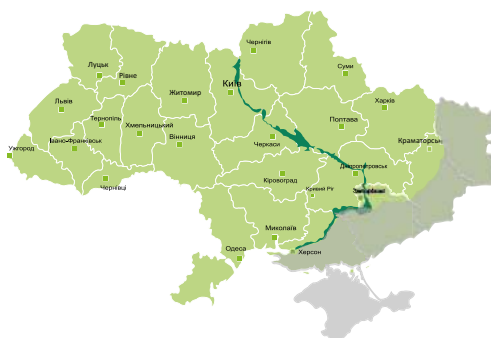 Чернігів
Суми
Луцьк
Рівне
Київ
Житомир
Львів
Харків
Тернопіль
Полтава
Хмельницький
Вінниця
Черкаси
Івано-Франківськ
Краматорськ
Ужгород
Дніпропетровськ
Кіровоград
Чернівці
Кривий Ріг
Миколаїв
Одеса
Херсон